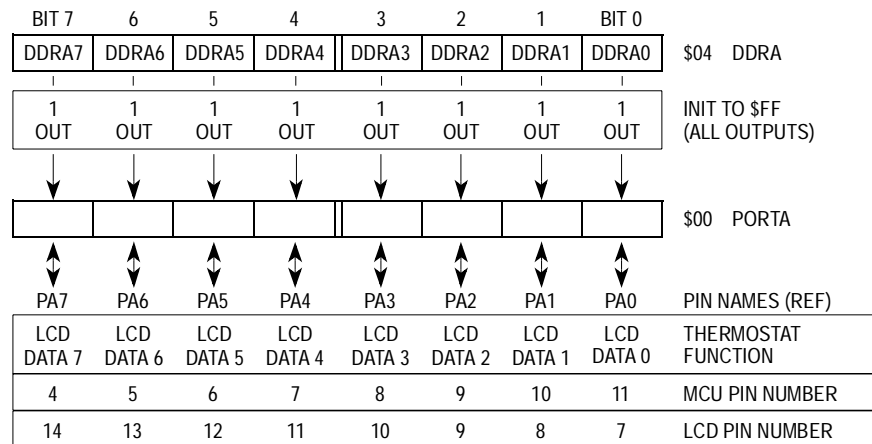 BIT 7 6 5 4 3 2 1 BIT 0
DDRA7 DDRA6 DDRA5 DDRA4 DDRA3 DDRA2 DDRA1 DDRA0 $04 DDRA
1 1 1 1 1 1 1 1 INIT TO $FF
OUT OUT OUT OUT OUT OUT OUT OUT (ALL OUTPUTS)
$00 PORTA
PA7 PA6 PA5 PA4 PA3 PA2 PA1 PA0 PIN NAMES (REF)
LCD LCD LCD LCD LCD LCD LCD LCD THERMOSTAT
DATA 7 DATA 6 DATA 5 DATA 4 DATA 3 DATA 2 DATA 1 DATA 0 FUNCTION
4 5 6 7 8 9 10 11 MCU PIN NUMBER
14 13 12 11 10 9 8 7 LCD PIN NUMBER